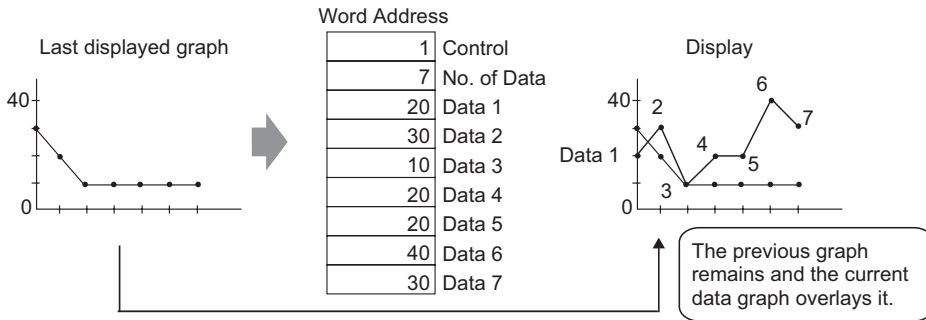 Word Address
Last displayed graph
40
0
1 Control
7 No. of Data
20 Data 1
30 Data 2
10 Data 3
20 Data 4
20 Data 5
40 Data 6
30 Data 7
Display
40
Data 1
0
2
3
4
5
6
7
The previous graph
remains and the current
data graph overlays it.